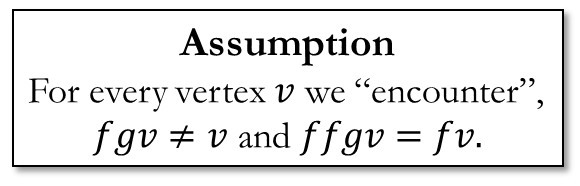 Assumption
For every vertex 𝑣 we “encounter”,
𝑓𝑔𝑣 ≠ 𝑣 and 𝑓𝑓𝑔𝑣 = 𝑓𝑣.